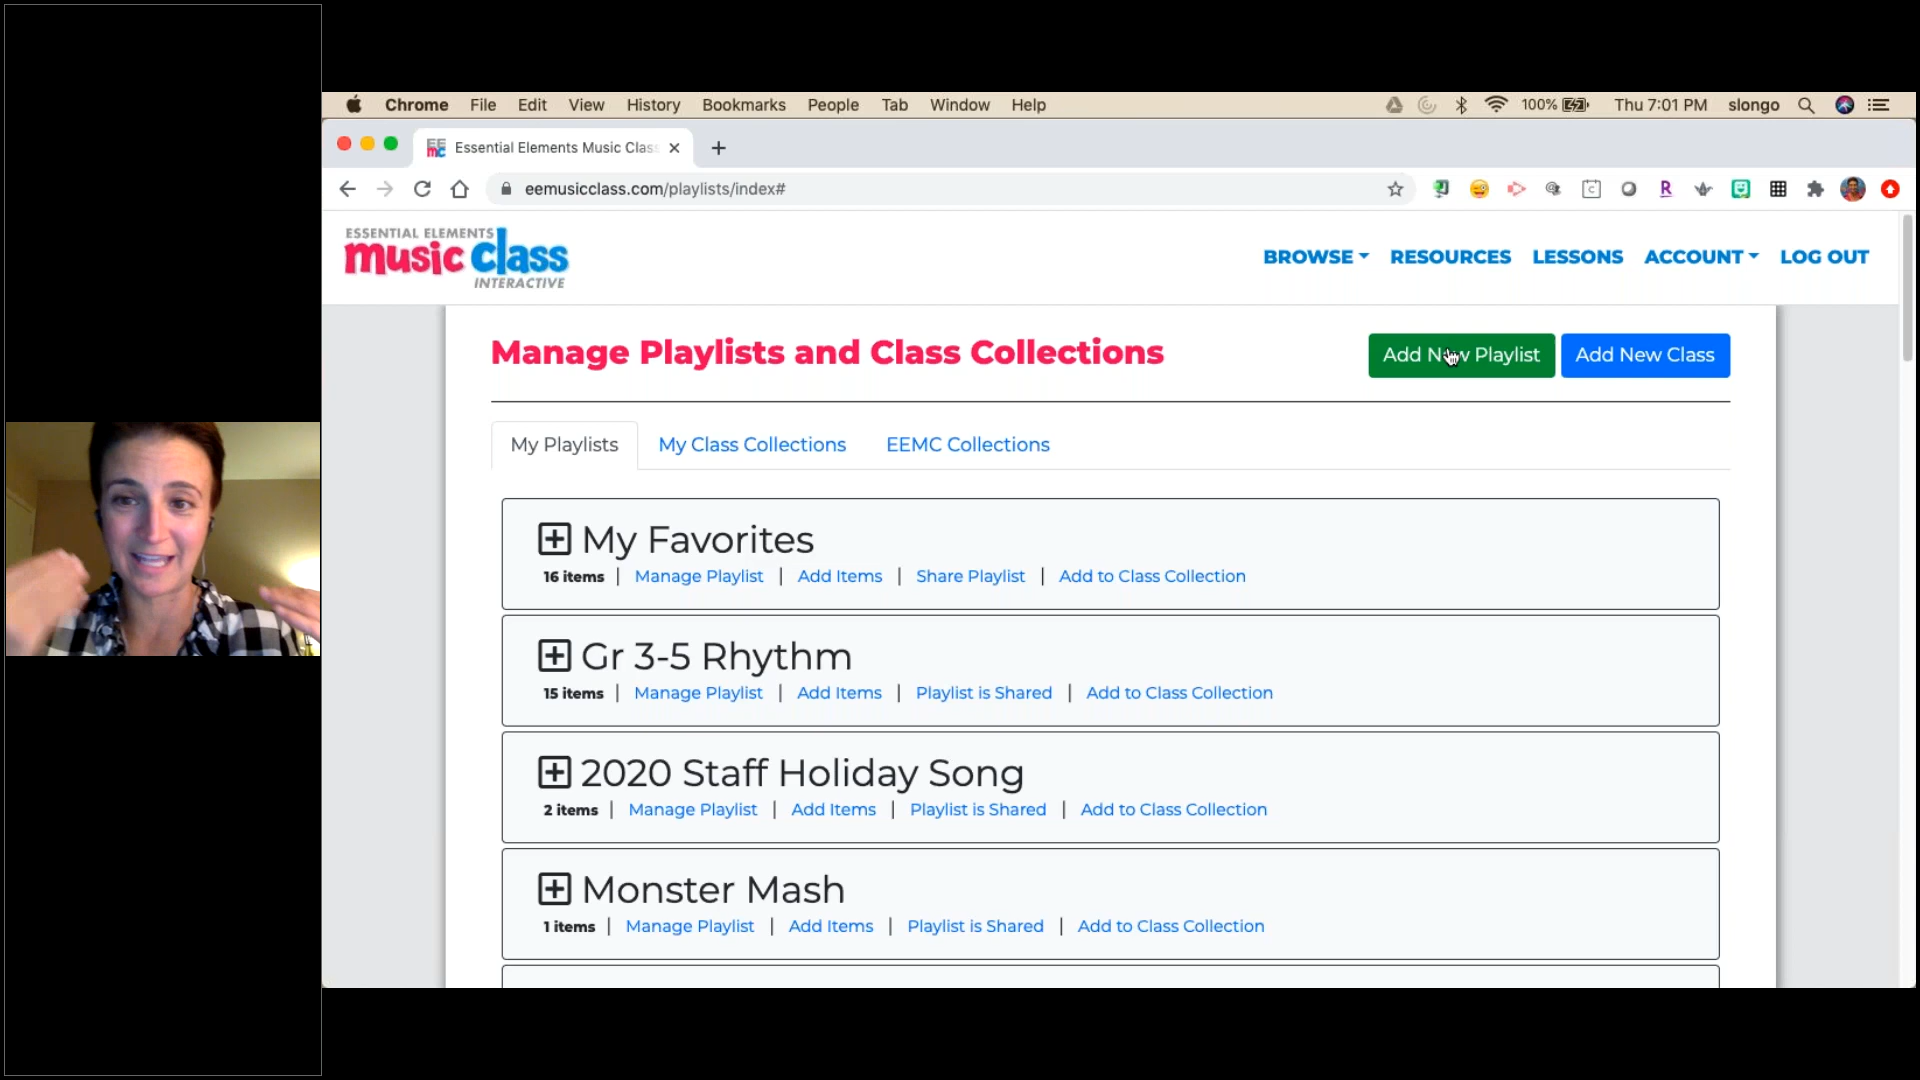 Chrome File Edit View History Bookmarks People Tab Window Help 100% Thu 7:01 PM slongo
Essential Elements Music Clas
eemusicclass.com/playlists/index#
ESSENTIAL ELEMENTS
music class
INTERACTIVE
BROWSE RESOURCES LESSONS ACCOUNT LOG OUT
Manage Playlists and Class Collections
Add New Playlist Add New Class
My Playlists My Class Collections EEMC Collections
My Favorites
16 items | Manage Playlist | Add Items | Share Playlist | Add to Class Collection
Gr 3-5 Rhythm
15 items | Manage Playlist | Add Items | Playlist is Shared | Add to Class Collection
2020 Staff Holiday Song
2 items | Manage Playlist | Add Items | Playlist is Shared | Add to Class Collection
Monster Mash
1 items | Manage Playlist | Add Items | Playlist is Shared | Add to Class Collection